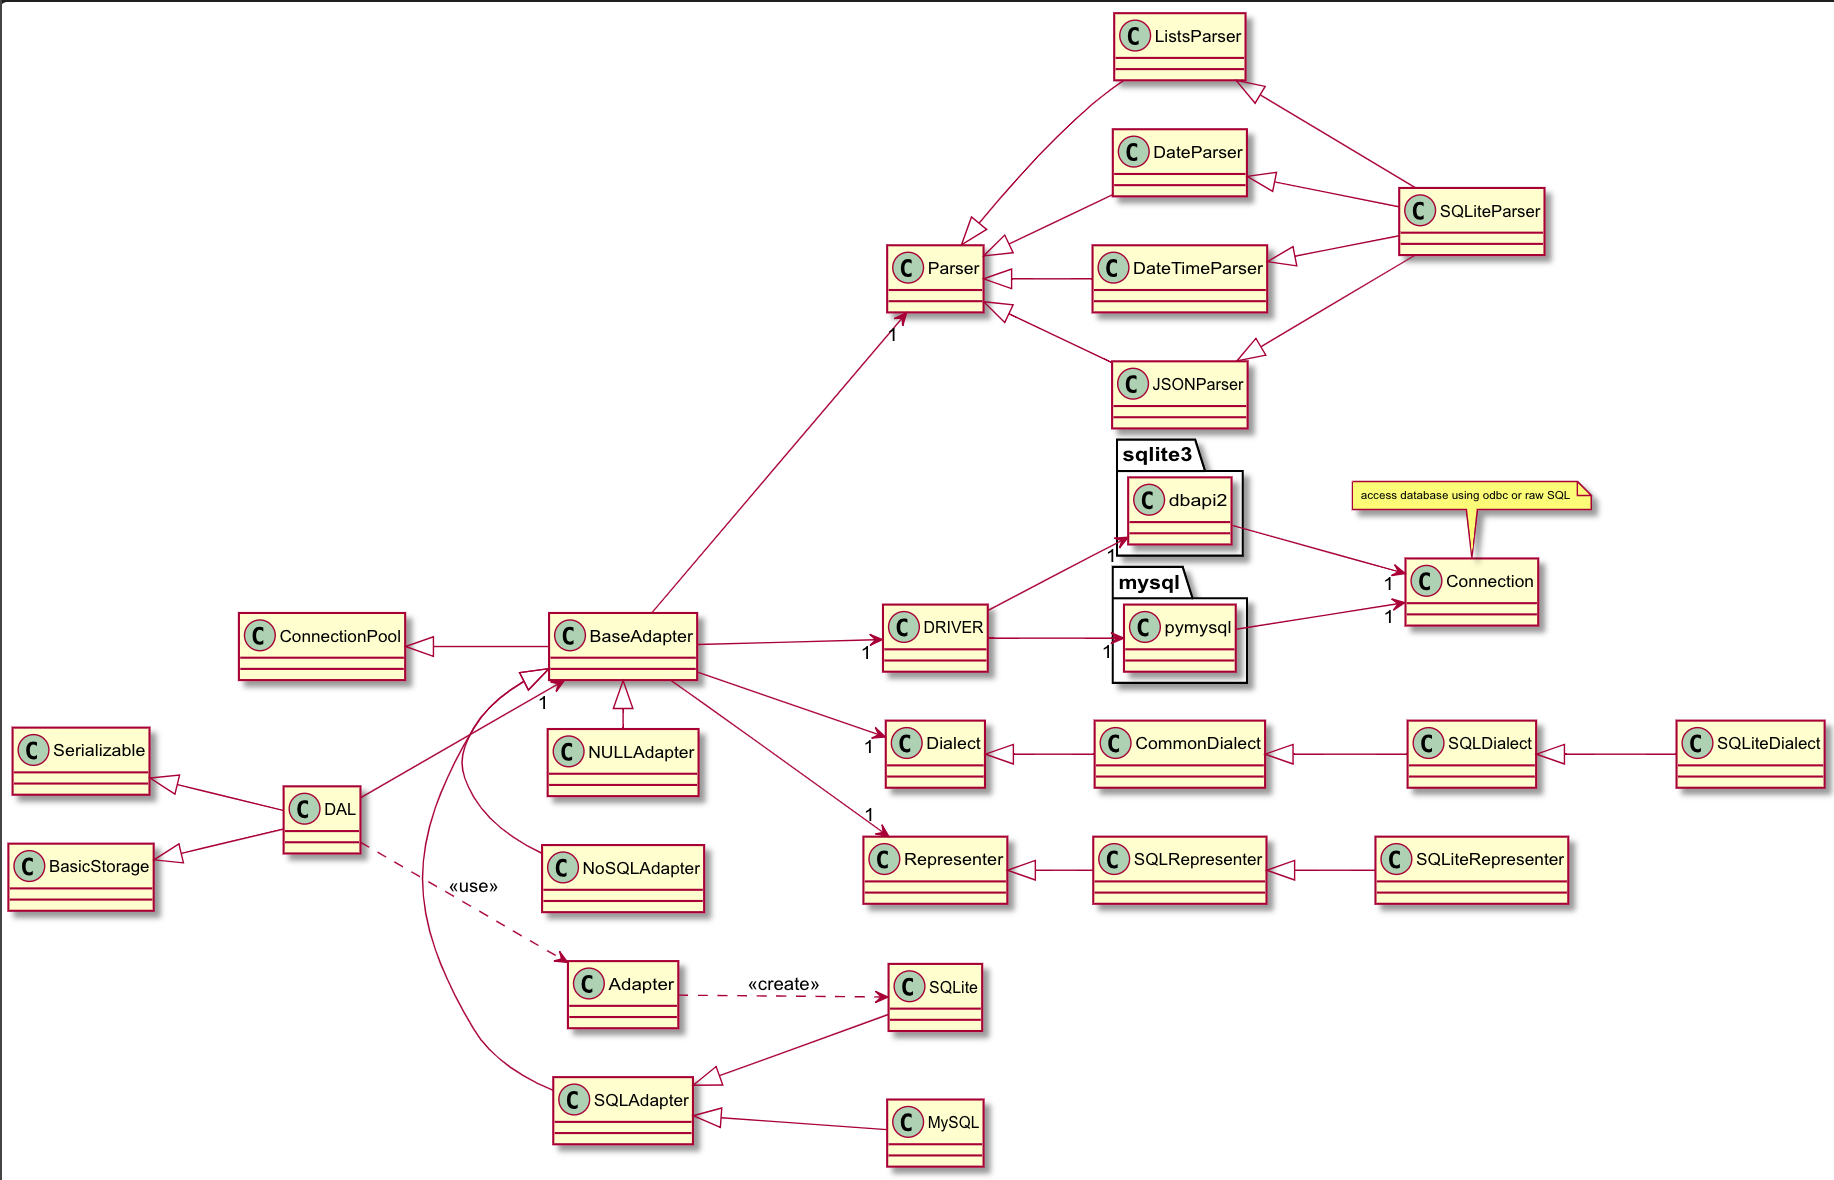 C ListsParser
C DateParser
C SQLiteParser
C Parser
1
C DateTimeParser
C JSONParser
sqlite3
C dbapi2
1
access database using odbc or raw SQL
C Connection
1
1
mysql
C pymysql
1
C ConnectionPool
C BaseAdapter
1
C DRIVER
1
C NULLAdapter
C Serializable
C DAL
C BasicStorage
1
C Dialect
C CommonDialect
C SQLDialect
C SQLiteDialect
1
C Representer
C SQLRepresenter
C SQLiteRepresenter
C NoSQLAdapter
«use»
C Adapter
«create»
C SQLite
C SQLAdapter
C MySQL